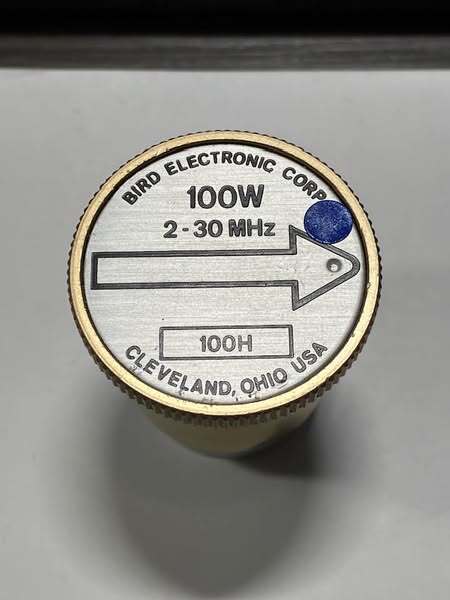 BIRD ELECTRONIC CORP
100W
2-30 MHz
100H
CLEVELAND, OHIO USA